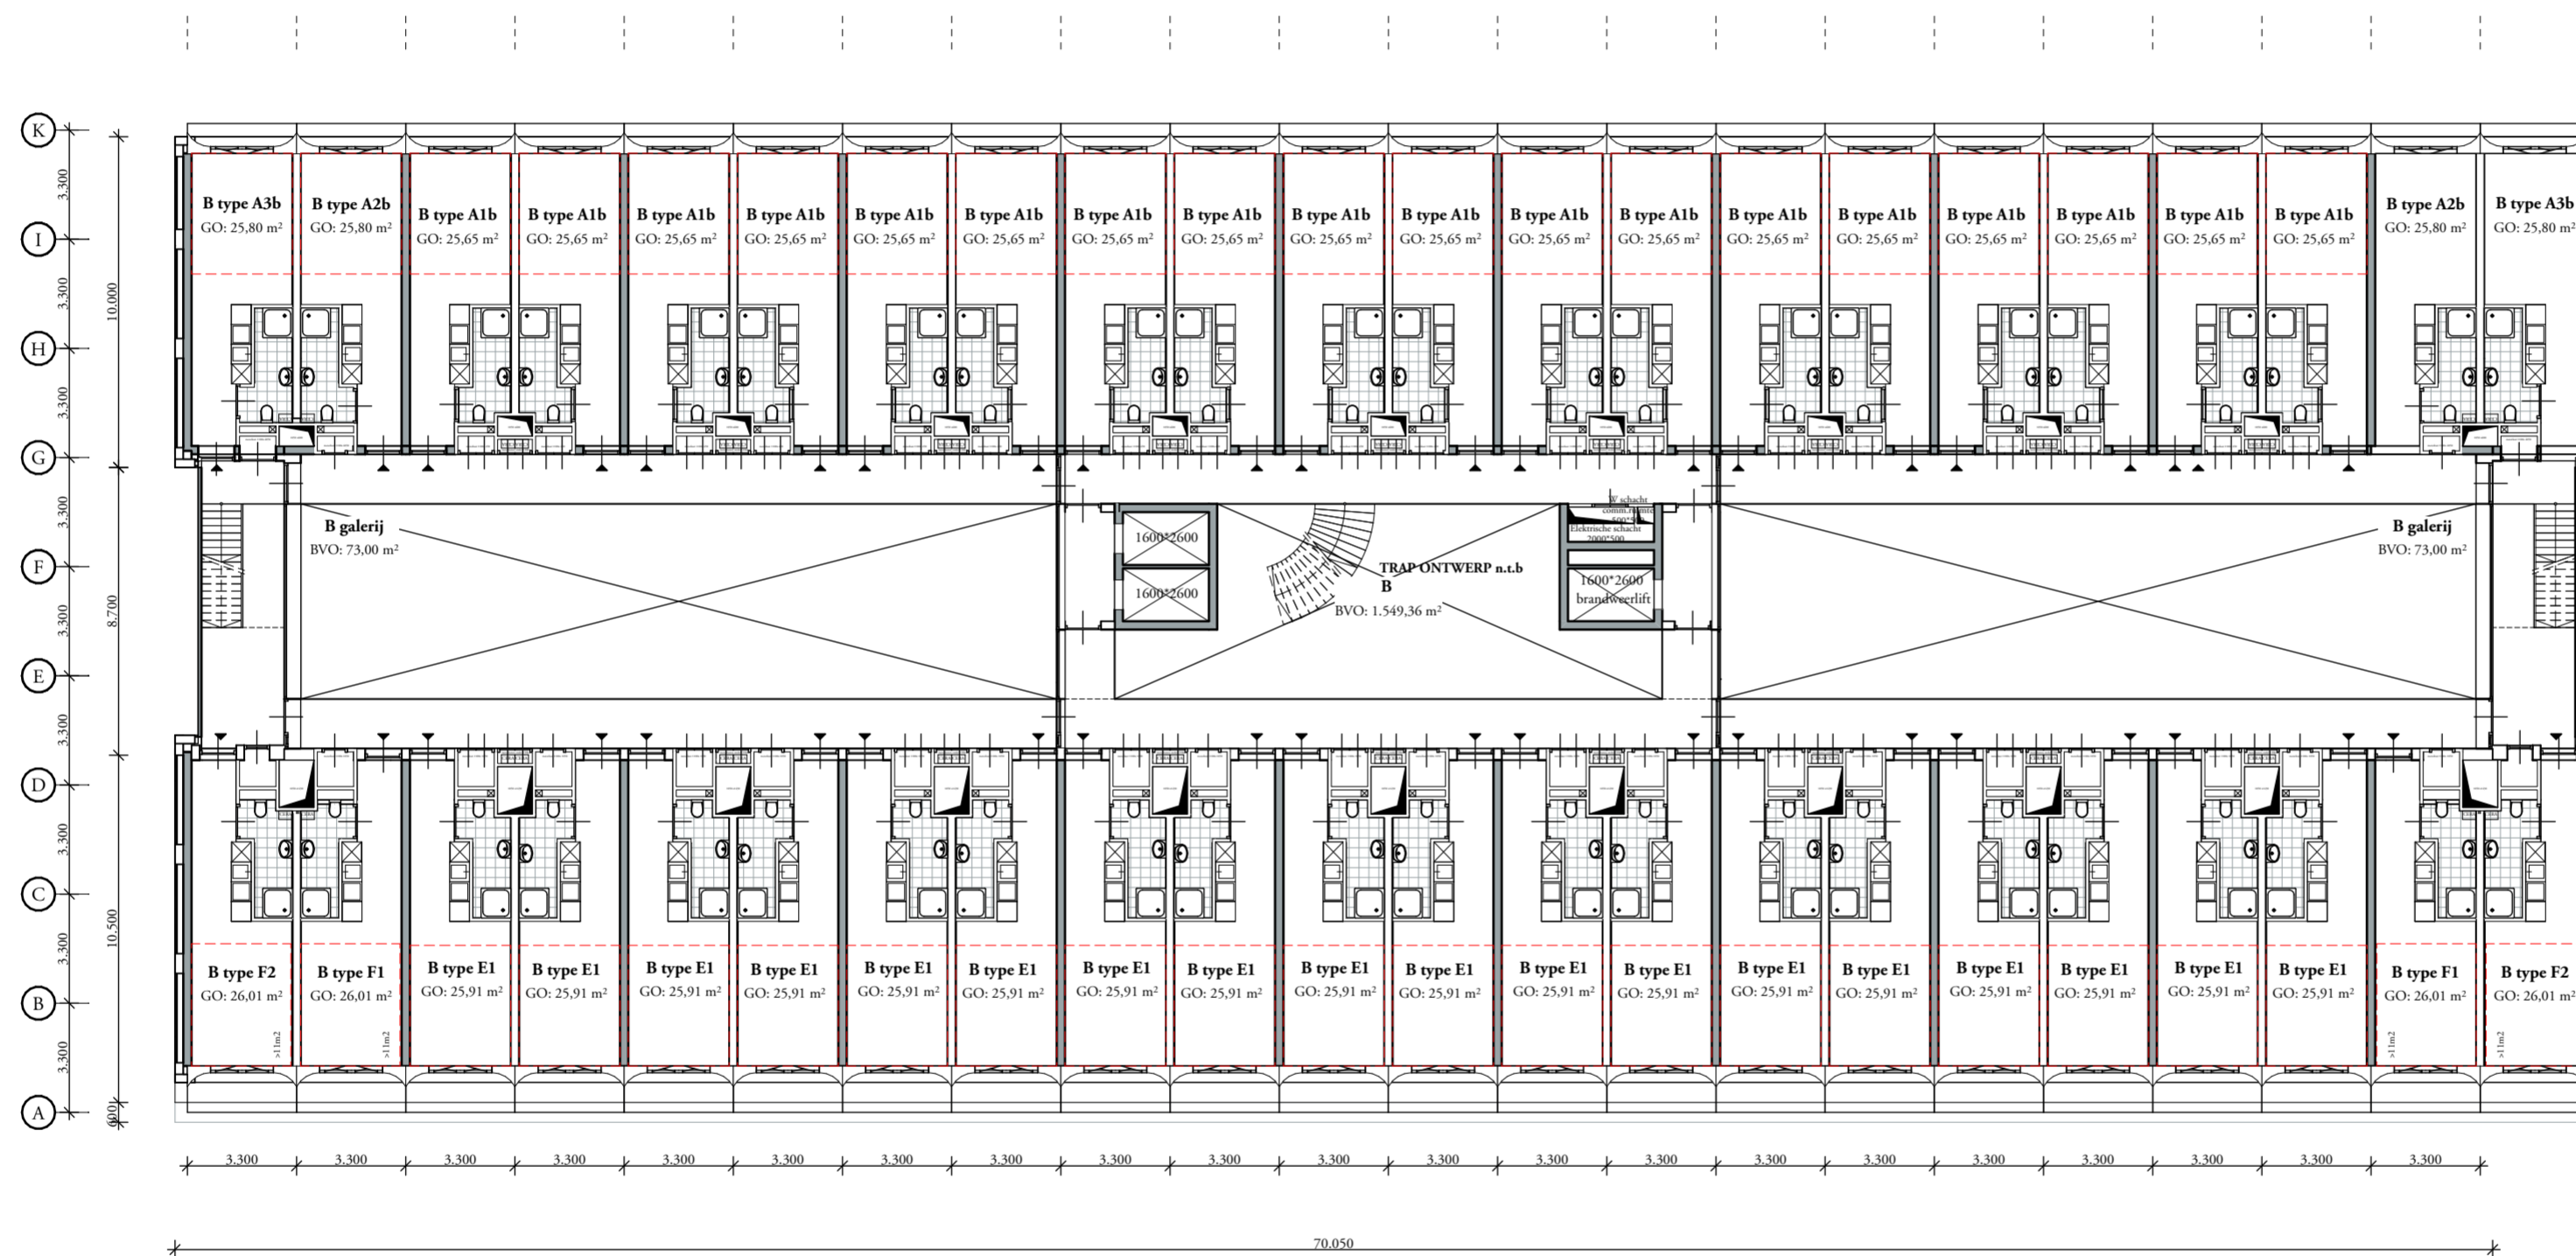 K
I
H
G
F
E
D
C
B
A
3.300
3.300
3.300
3.300
3.300
3.300
3.300
3.300
3.300
10.000
8.700
10.500
600
B type A3b
GO: 25,80 m²
B type A2b
GO: 25,80 m²
B type A1b
GO: 25,65 m²
B type A1b
GO: 25,65 m²
B type A1b
GO: 25,65 m²
B type A1b
GO: 25,65 m²
B type A1b
GO: 25,65 m²
B type A1b
GO: 25,65 m²
B type A1b
GO: 25,65 m²
B type A1b
GO: 25,65 m²
B type A1b
GO: 25,65 m²
B type A1b
GO: 25,65 m²
B type A1b
GO: 25,65 m²
B type A1b
GO: 25,65 m²
B type A1b
GO: 25,65 m²
B type A1b
GO: 25,65 m²
B type A1b
GO: 25,65 m²
B type A1b
GO: 25,65 m²
B type A1b
GO: 25,65 m²
B type A1b
GO: 25,65 m²
B type A2b
GO: 25,80 m²
B type A3b
GO: 25,80 m²
B galerij
BVO: 73,00 m²
1600*2600
1600*2600
TRAP ONTWERP n.t.b
B
BVO: 1.549,36 m²
W schacht
comm.ruimte
Elektrische schacht
2000*500
1600*2600
brandweerlift
B galerij
BVO: 73,00 m²
B type F2
GO: 26,01 m²
>11m2
B type F1
GO: 26,01 m²
>11m2
B type E1
GO: 25,91 m²
B type E1
GO: 25,91 m²
B type E1
GO: 25,91 m²
B type E1
GO: 25,91 m²
B type E1
GO: 25,91 m²
B type E1
GO: 25,91 m²
B type E1
GO: 25,91 m²
B type E1
GO: 25,91 m²
B type E1
GO: 25,91 m²
B type E1
GO: 25,91 m²
B type E1
GO: 25,91 m²
B type E1
GO: 25,91 m²
B type E1
GO: 25,91 m²
B type E1
GO: 25,91 m²
B type E1
GO: 25,91 m²
B type E1
GO: 25,91 m²
B type E1
GO: 25,91 m²
B type E1
GO: 25,91 m²
B type F1
GO: 26,01 m²
>11m2
B type F2
GO: 26,01 m²
>11m2
3.300 3.300 3.300 3.300 3.300 3.300 3.300 3.300 3.300 3.300 3.300 3.300 3.300 3.300 3.300 3.300 3.300 3.300 3.300 3.300 3.300
70.050